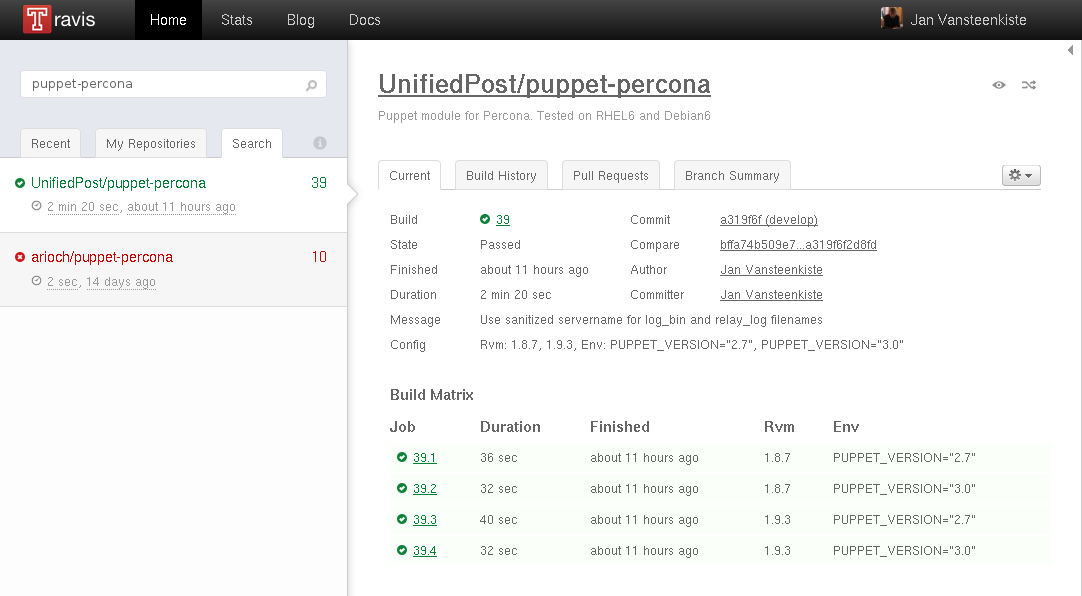 Travis Home Stats Blog Docs Jan Vansteenkiste
puppet-percona
Recent My Repositories Search
UnifiedPost/puppet-percona 39
2 min 20 sec, about 11 hours ago
arioch/puppet-percona 10
2 sec, 14 days ago
UnifiedPost/puppet-percona
Puppet module for Percona. Tested on RHEL6 and Debian6
Current Build History Pull Requests Branch Summary
Build 39 Commit a319f6f (develop)
State Passed Compare bffa74b509e7...a319f6f2d8fd
Finished about 11 hours ago Author Jan Vansteenkiste
Duration 2 min 20 sec Committer Jan Vansteenkiste
Message Use sanitized servername for log_bin and relay_log filenames
Config Rvm: 1.8.7, 1.9.3, Env: PUPPET_VERSION="2.7", PUPPET_VERSION="3.0"
Build Matrix
Job Duration Finished Rvm Env
39.1 36 sec about 11 hours ago 1.8.7 PUPPET_VERSION="2.7"
39.2 32 sec about 11 hours ago 1.8.7 PUPPET_VERSION="3.0"
39.3 40 sec about 11 hours ago 1.9.3 PUPPET_VERSION="2.7"
39.4 32 sec about 11 hours ago 1.9.3 PUPPET_VERSION="3.0"